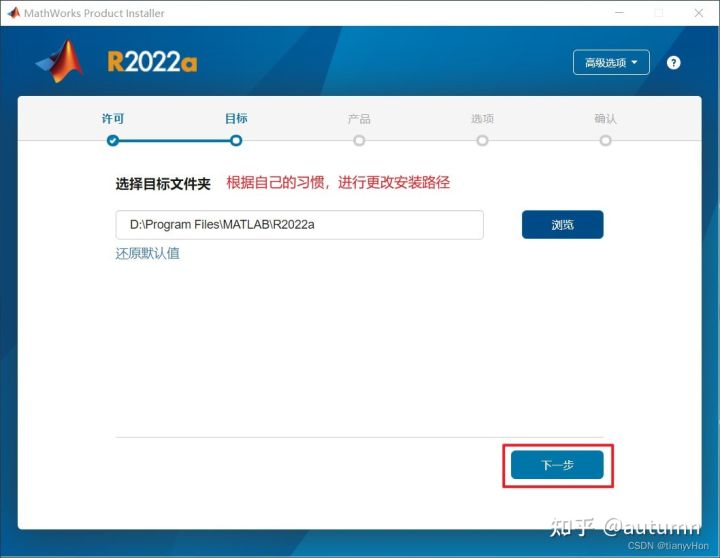 MathWorks Product Installer
R2022a
高级选项
?
许可
目标
产品
选项
确认
选择目标文件夹 根据自己的习惯，进行更改安装路径
D:\Program Files\MATLAB\R2022a
浏览
还原默认值
下一步
知乎 @autumn
CSDN @tianyvHon